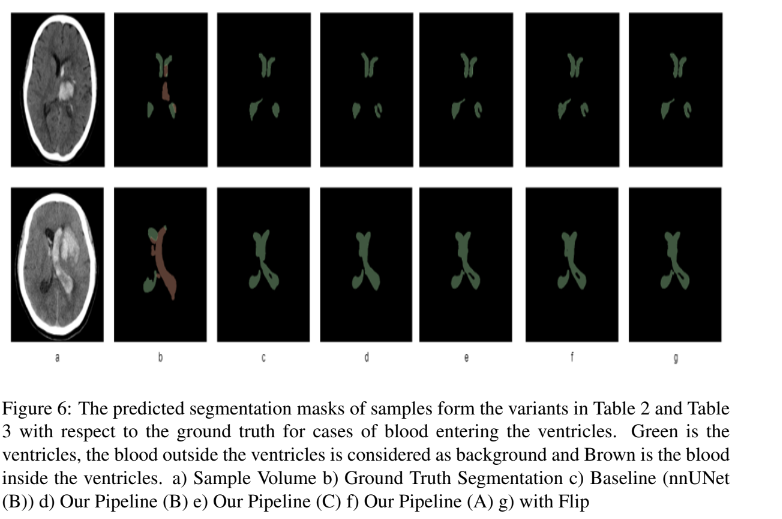 a b c d e f g
Figure 6: The predicted segmentation masks of samples form the variants in Table 2 and Table
3 with respect to the ground truth for cases of blood entering the ventricles. Green is the
ventricles, the blood outside the ventricles is considered as background and Brown is the blood
inside the ventricles. a) Sample Volume b) Ground Truth Segmentation c) Baseline (nnUNet
(B)) d) Our Pipeline (B) e) Our Pipeline (C) f) Our Pipeline (A) g) with Flip